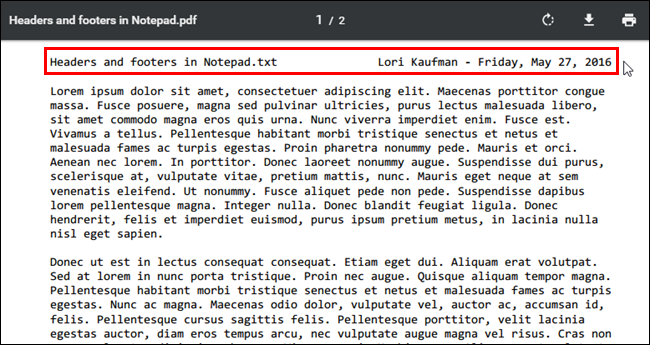 Headers and footers in Notepad.pdf 1 / 2
Headers and footers in Notepad.txt Lori Kaufman - Friday, May 27, 2016
Lorem ipsum dolor sit amet, consectetuer adipiscing elit. Maecenas porttitor congue
massa. Fusce posuere, magna sed pulvinar ultricies, purus lectus malesuada libero,
sit amet commodo magna eros quis urna. Nunc viverra imperdiet enim. Fusce est.
Vivamus a tellus. Pellentesque habitant morbi tristique senectus et netus et
malesuada fames ac turpis egestas. Proin pharetra nonummy pede. Mauris et orci.
Aenean nec lorem. In porttitor. Donec laoreet nonummy augue. Suspendisse dui purus,
scelerisque at, vulputate vitae, pretium mattis, nunc. Mauris eget neque at sem
venenatis eleifend. Ut nonummy. Fusce aliquet pede non pede. Suspendisse dapibus
lorem pellentesque magna. Integer nulla. Donec blandit feugiat ligula. Donec
hendrerit, felis et imperdiet euismod, purus ipsum pretium metus, in lacinia nulla
nisl eget sapien.
Donec ut est in lectus consequat consequat. Etiam eget dui. Aliquam erat volutpat.
Sed at lorem in nunc porta tristique. Proin nec augue. Quisque aliquam tempor magna.
Pellentesque habitant morbi tristique senectus et netus et malesuada fames ac turpis
egestas. Nunc ac magna. Maecenas odio dolor, vulputate vel, auctor ac, accumsan id,
felis. Pellentesque cursus sagittis felis. Pellentesque porttitor, velit lacinia
egestas auctor, diam eros tempus arcu, nec vulputate augue magna vel risus. Cras non